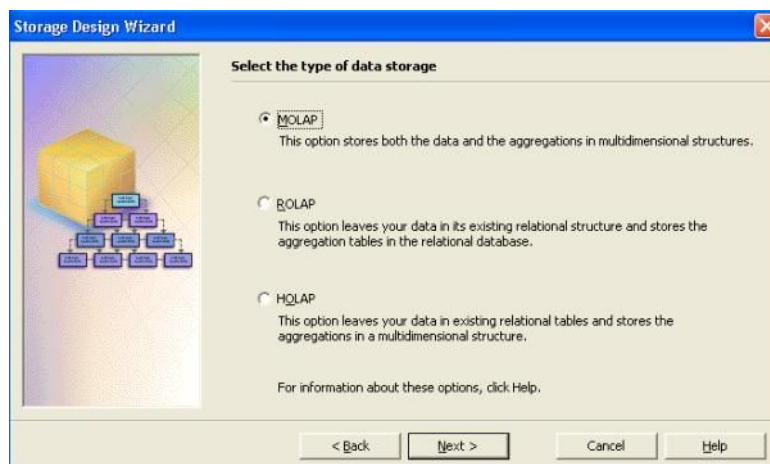 Storage Design Wizard
Select the type of data storage
MOLAP
This option stores both the data and the aggregations in multidimensional structures.
ROLAP
This option leaves your data in its existing relational structure and stores the
aggregation tables in the relational database.
HOLAP
This option leaves your data in existing relational tables and stores the
aggregations in a multidimensional structure.
For information about these options, click Help.
< Back
Next >
Cancel
Help